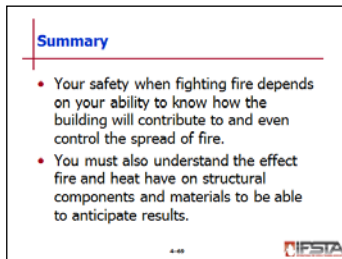 Summary
• Your safety when fighting fire depends
on your ability to know how the
building will contribute to and even
control the spread of fire.
• You must also understand the effect
fire and heat have on structural
components and materials to be able
to anticipate results.
4–65
IFSTA